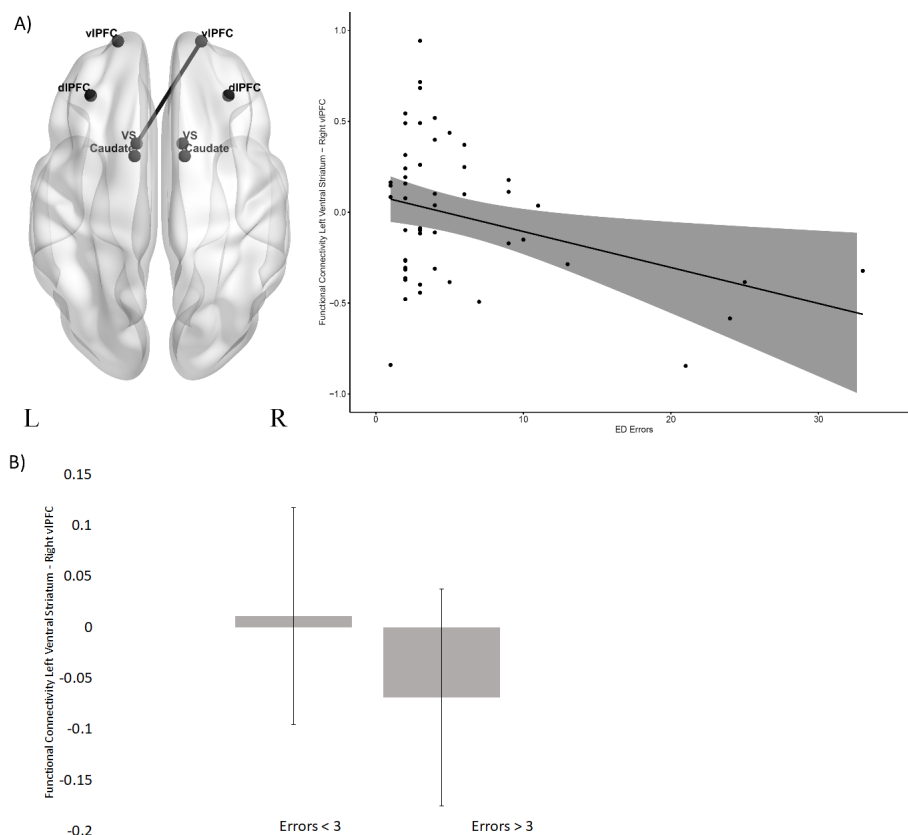 A)
vlPFC vlPFC
dlPFC dlPFC
VS VS
Caudate Caudate
L R
Functional Connectivity Left Ventral Striatum − Right vlPFC
1.0
0.5
0.0
−0.5
−1.0
0 10 20 30
ED Errors
B)
Functional Connectivity Left Ventral Striatum - Right vlPFC
0.15
0.1
0.05
0
-0.05
-0.1
-0.15
-0.2
Errors < 3 Errors > 3